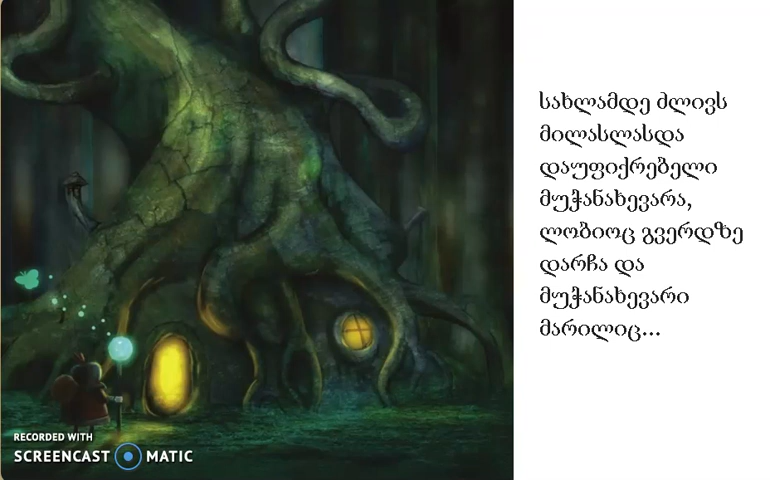 სახლამდე ძლივს
მილასლასდა
დაუფიქრებელი
მუჭანახევარა,
ლობიოც გვერდზე
დარჩა და
მუჭანახევარი
მარილიც...
RECORDED WITH
SCREENCAST MATIC